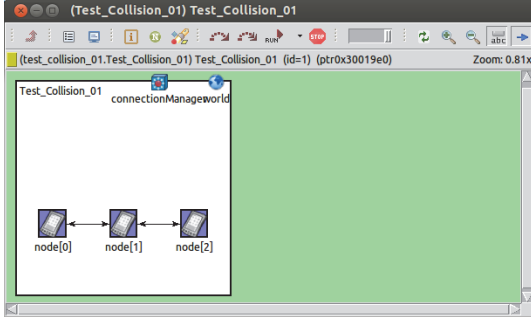 (Test_Collision_01) Test_Collision_01
RUN
STOP
abc
(test_collision_01.Test_Collision_01) Test_Collision_01 (id=1) (ptr0x30019e0) Zoom: 0.81x
Test_Collision_01
connectionManager
world
node[0] node[1] node[2]